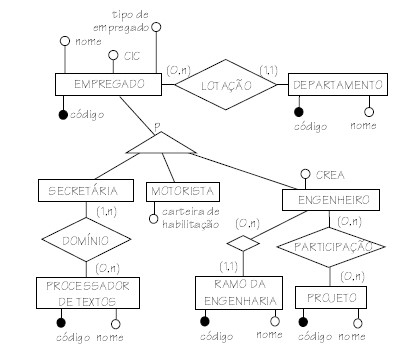 tipo de
empregado
nome
CIC
(0.n)
(1.1)
EMPREGADO
LOTAÇÃO
DEPARTAMENTO
código
código
nome
p
CREA
SECRETÁRIA
MOTORISTA
ENGENHEIRO
(1.n)
carteira de
habilitação
(0.n)
(0.n)
DOMÍNIO
PARTICIPAÇÃO
(0.n)
(1.1)
(0.n)
PROCESSADOR
DE TEXTOS
RAMO DA
ENGENHARIA
PROJETO
código
nome
código
nome
código
nome